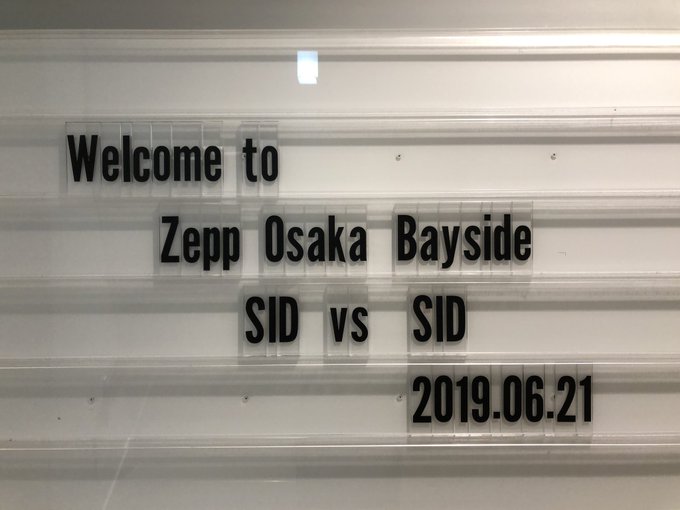 Welcome to
Zepp Osaka Bayside
SID vs SID
2019.06.21